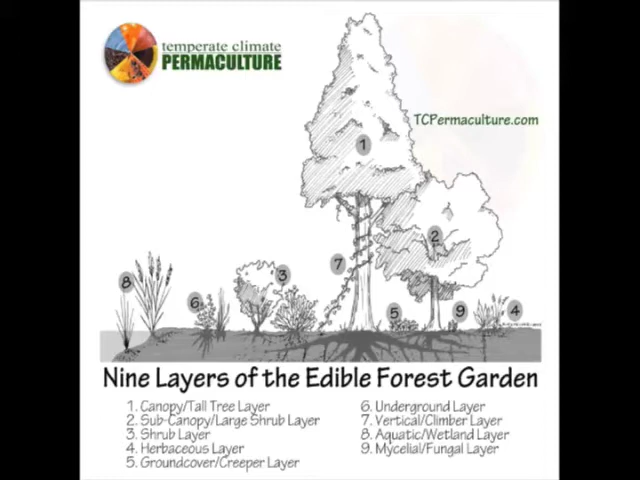 temperate climate
PERMACULTURE
TCPermaculture.com
1
2
7
3
8
6
5
9
4
Nine Layers of the Edible Forest Garden
1. Canopy/Tall Tree Layer
2. Sub-Canopy/Large Shrub Layer
3. Shrub Layer
4. Herbaceous Layer
5. Groundcover/Creeper Layer
6. Underground Layer
7. Vertical/Climber Layer
8. Aquatic/Wetland Layer
9. Mycelial/Fungal Layer